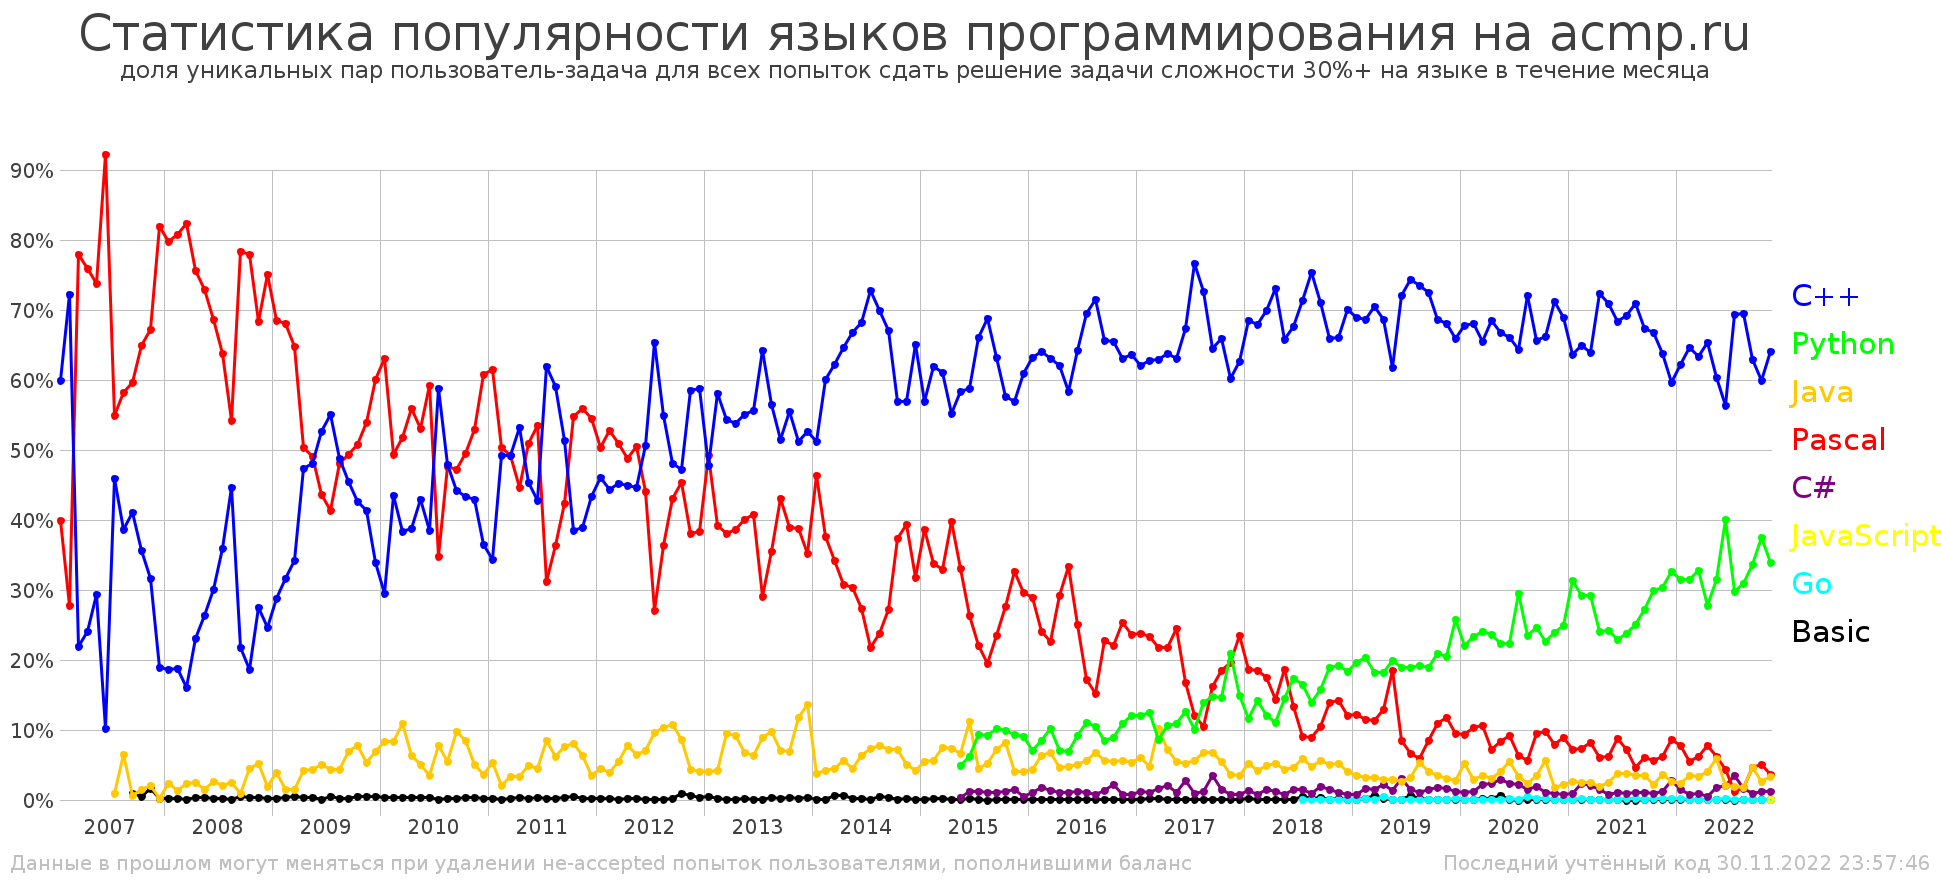 Статистика популярности языков программирования на acmp.ru
доля уникальных пар пользователь-задача для всех попыток сдать решение задачи сложности 30%+ на языке в течение месяца
90%
80%
70%
60%
50%
40%
30%
20%
10%
0%
2007 2008 2009 2010 2011 2012 2013 2014 2015 2016 2017 2018 2019 2020 2021 2022
C++
Python
Java
Pascal
C#
JavaScript
Go
Basic
Данные в прошлом могут меняться при удалении не-accepted попыток пользователями, пополнившими баланс
Последний учтённый код 30.11.2022 23:57:46